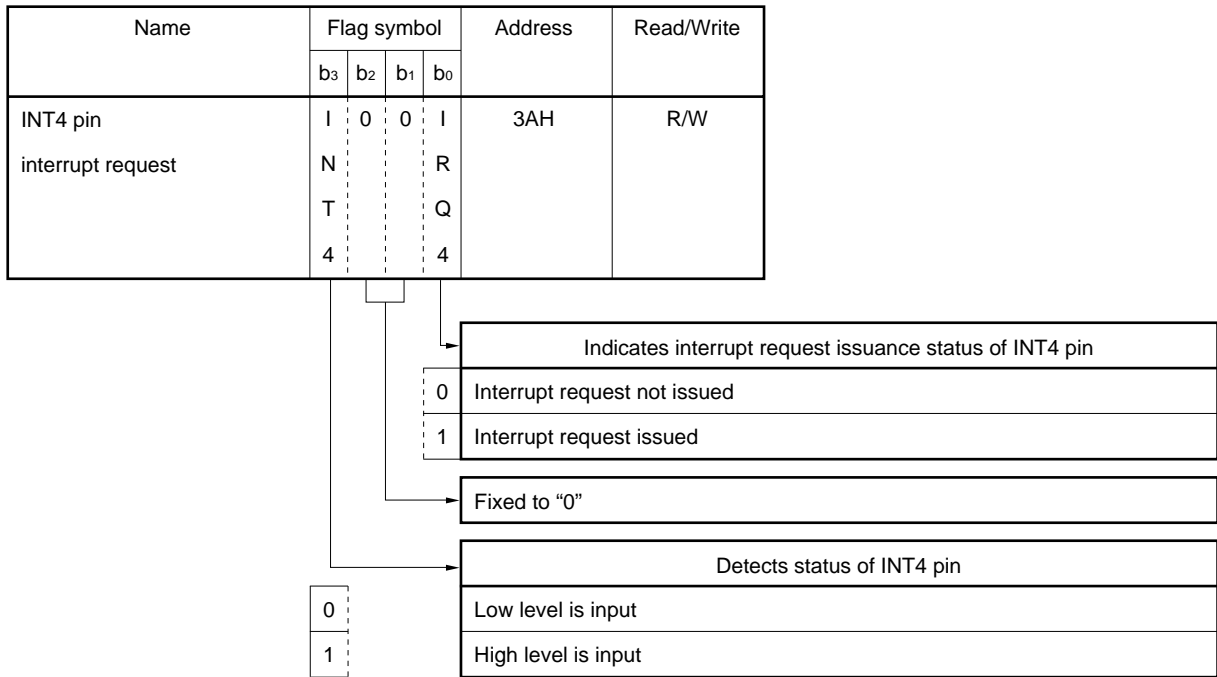 Name Flag symbol Address Read/Write
b3 b2 b1 b0
INT4 pin I 0 0 I 3AH R/W
interrupt request N R
T Q
4 4
Indicates interrupt request issuance status of INT4 pin
0 Interrupt request not issued
1 Interrupt request issued
Fixed to “0”
Detects status of INT4 pin
0 Low level is input
1 High level is input